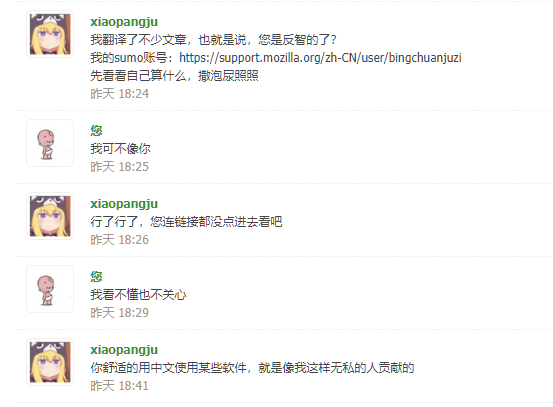 xiaopangju
我翻译了不少文章，也就是说，您是反智的了？
我的sumo账号：https://support.mozilla.org/zh-CN/user/bingchuanjuzi
先看看自己算什么，撒泡尿照照
昨天 18:24
您
我可不像你
昨天 18:25
xiaopangju
行了行了，您连链接都没点进去看吧
昨天 18:26
您
我看不懂也不关心
昨天 18:29
xiaopangju
你舒适的用中文使用某些软件，就是像我这样无私的人贡献的
昨天 18:41